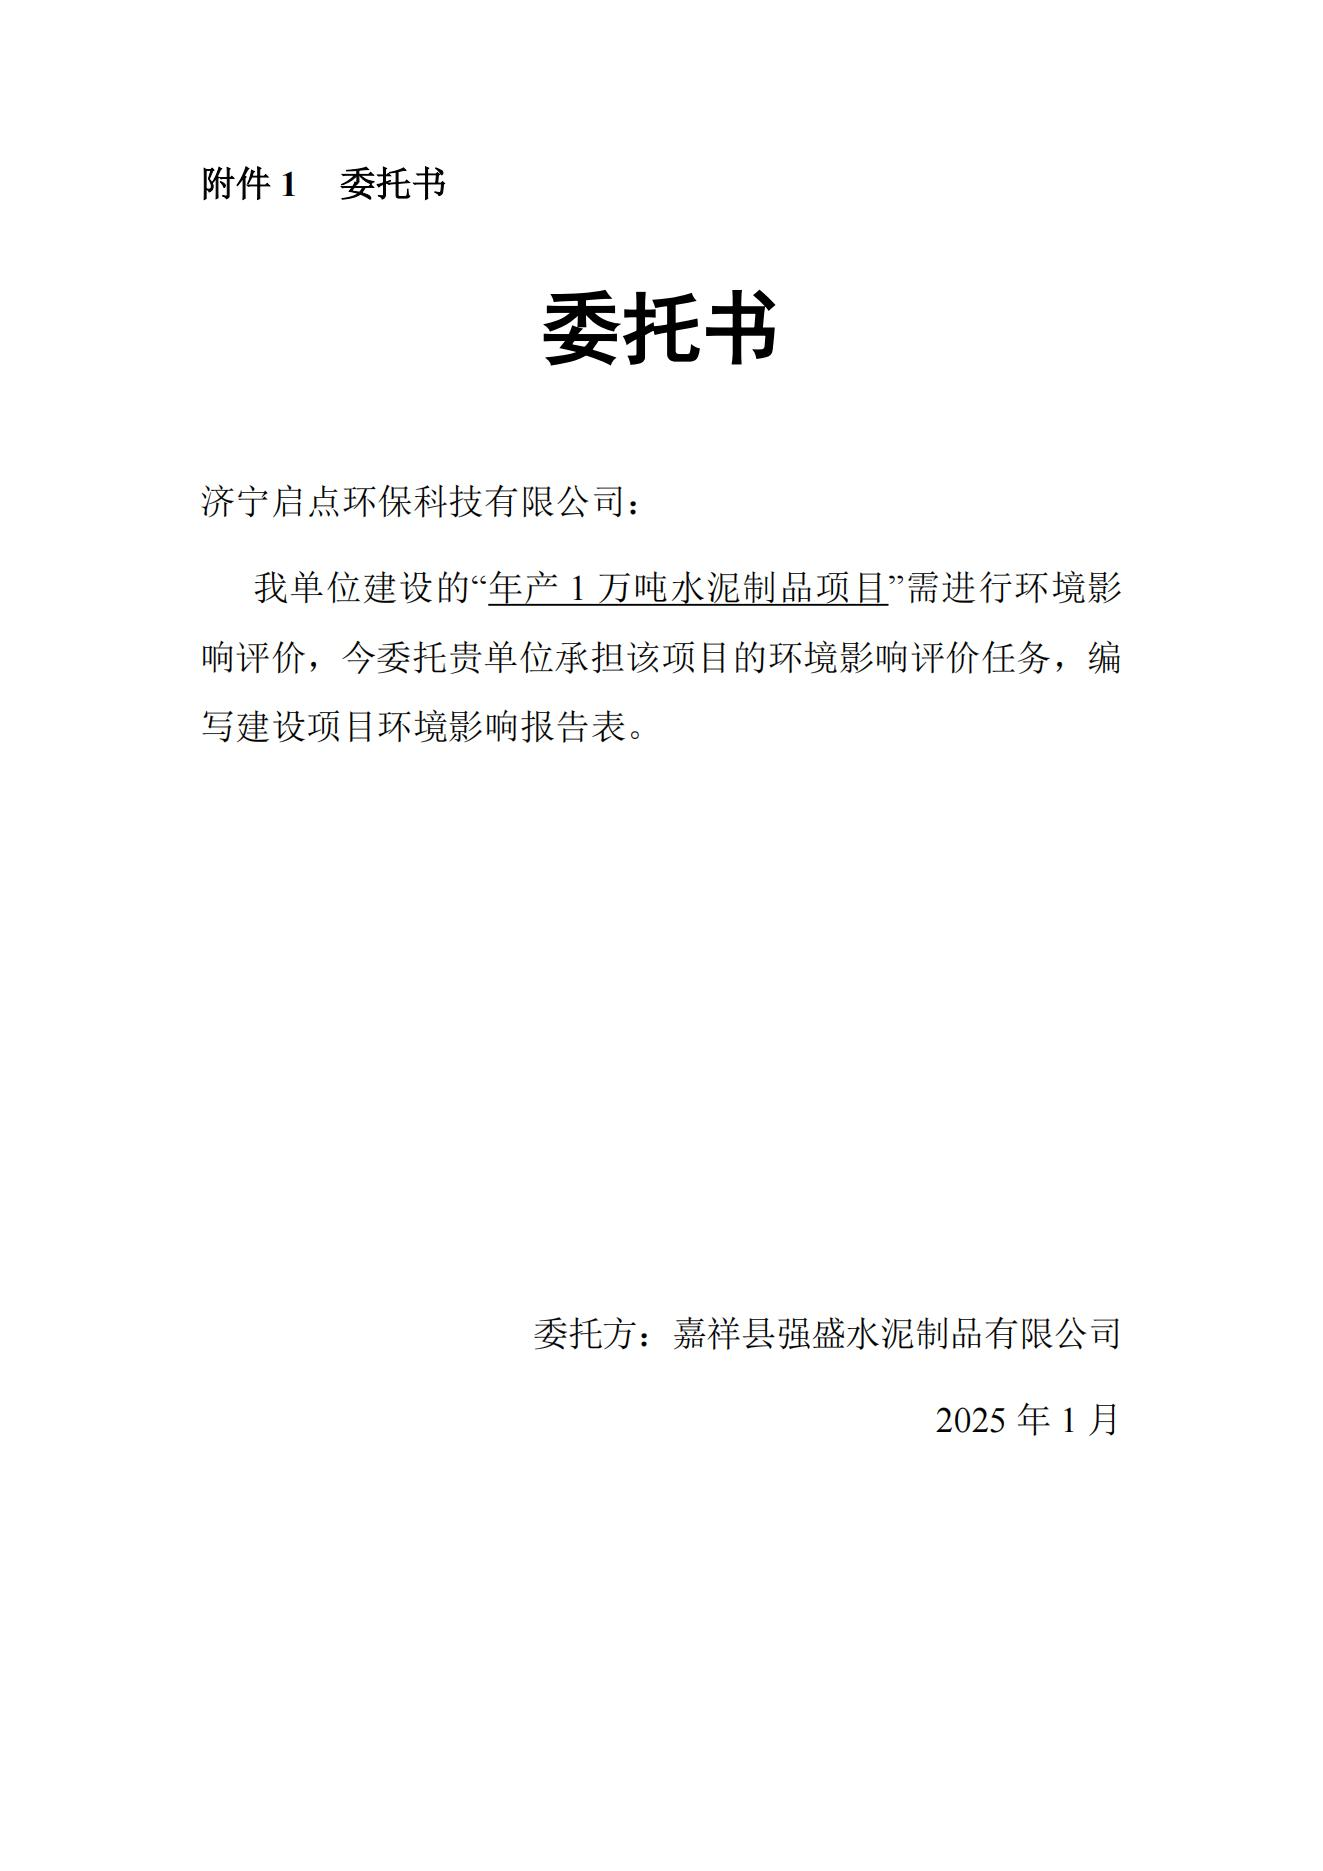 附件 1 委托书
委托书
济宁启点环保科技有限公司：
我单位建设的“年产 1 万吨水泥制品项目”需进行环境影
响评价，今委托贵单位承担该项目的环境影响评价任务，编
写建设项目环境影响报告表。
委托方：嘉祥县强盛水泥制品有限公司
2025 年 1 月